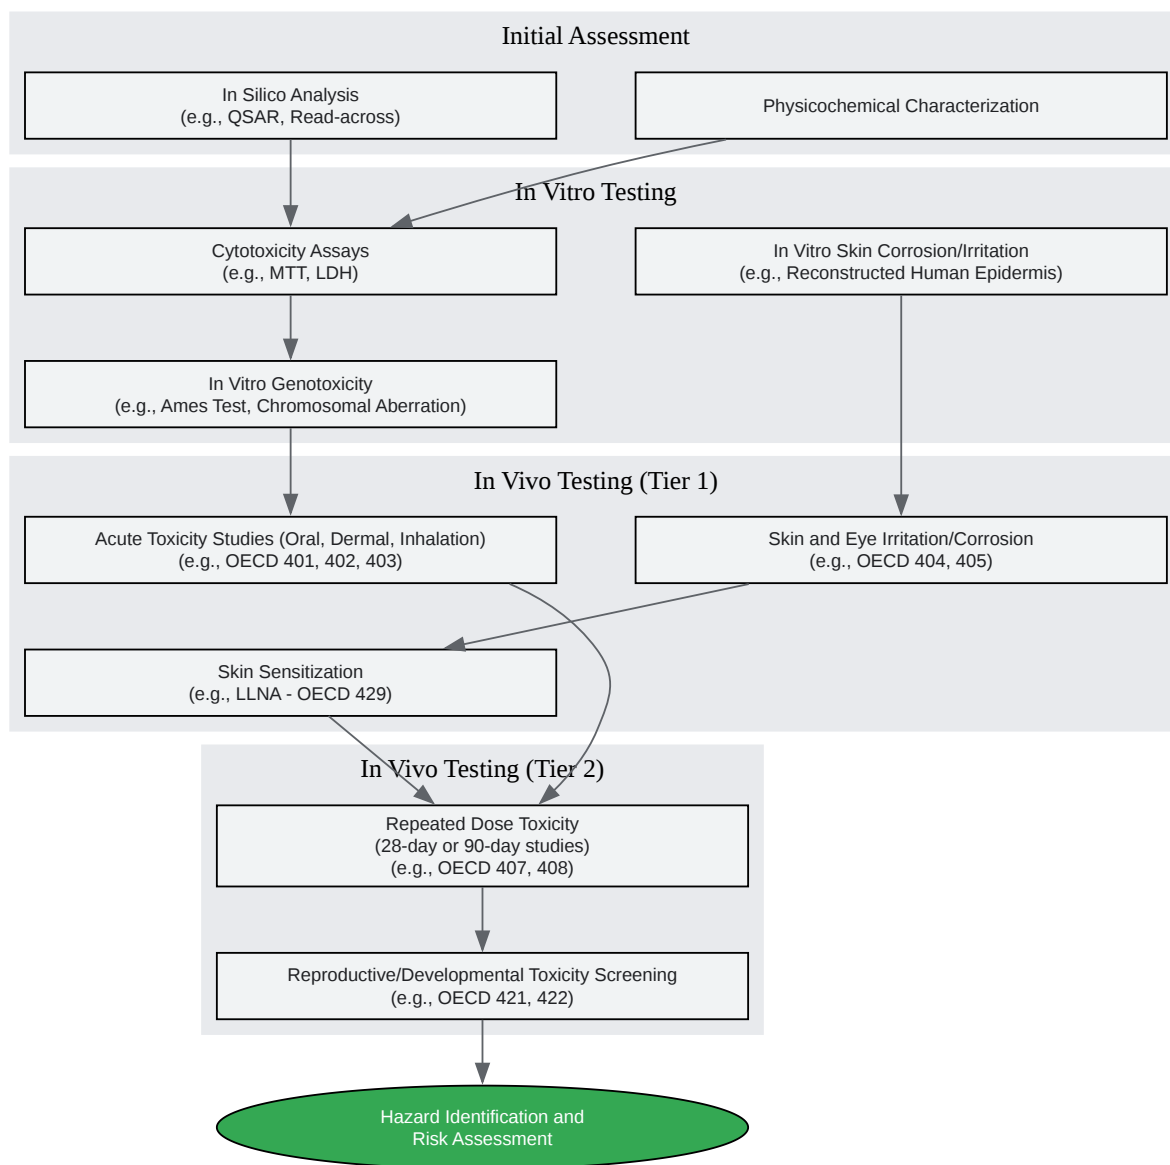 Initial Assessment
In Silico Analysis
(e.g., QSAR, Read-across)
Physicochemical Characterization
In Vitro Testing
Cytotoxicity Assays
(e.g., MTT, LDH)
In Vitro Skin Corrosion/Irritation
(e.g., Reconstructed Human Epidermis)
In Vitro Genotoxicity
(e.g., Ames Test, Chromosomal Aberration)
In Vivo Testing (Tier 1)
Acute Toxicity Studies (Oral, Dermal, Inhalation)
(e.g., OECD 401, 402, 403)
Skin and Eye Irritation/Corrosion
(e.g., OECD 404, 405)
Skin Sensitization
(e.g., LLNA - OECD 429)
In Vivo Testing (Tier 2)
Repeated Dose Toxicity
(28-day or 90-day studies)
(e.g., OECD 407, 408)
Reproductive/Developmental Toxicity Screening
(e.g., OECD 421, 422)
Hazard Identification and
Risk Assessment